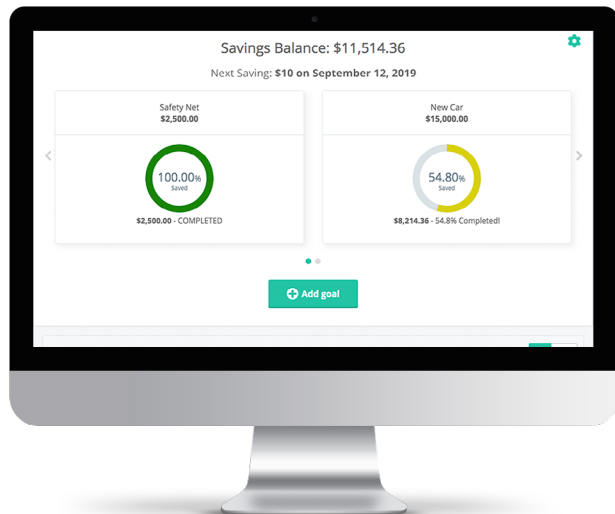 Savings Balance: $11,514.36
Next Saving: $10 on September 12, 2019
Safety Net
$2,500.00
100.00%
Saved
$2,500.00 - COMPLETED
New Car
$15,000.00
54.80%
Saved
$8,214.36 - 54.8% Completed!
Add goal